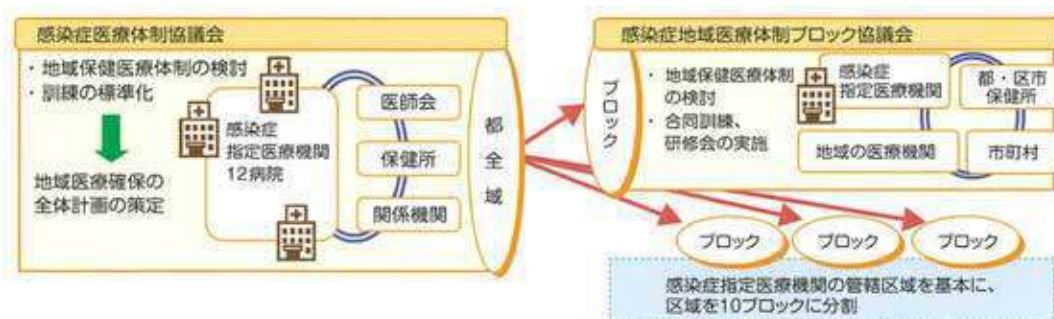 感染症医療体制協議会
・地域保健医療体制の検討
・訓練の標準化
地域医療確保の
全体計画の策定
感染症
指定医療機関
12病院
医師会
保健所
関係機関
都
全
域
感染症地域医療体制ブロック協議会
ブロック
・地域保健医療体制
の検討
・合同訓練、
研修会の実施
感染症
指定医療機関
都・区市
保健所
地域の医療機関
市町村
ブロック
ブロック
ブロック
感染症指定医療機関の管轄区域を基本に、
区域を10ブロックに分割